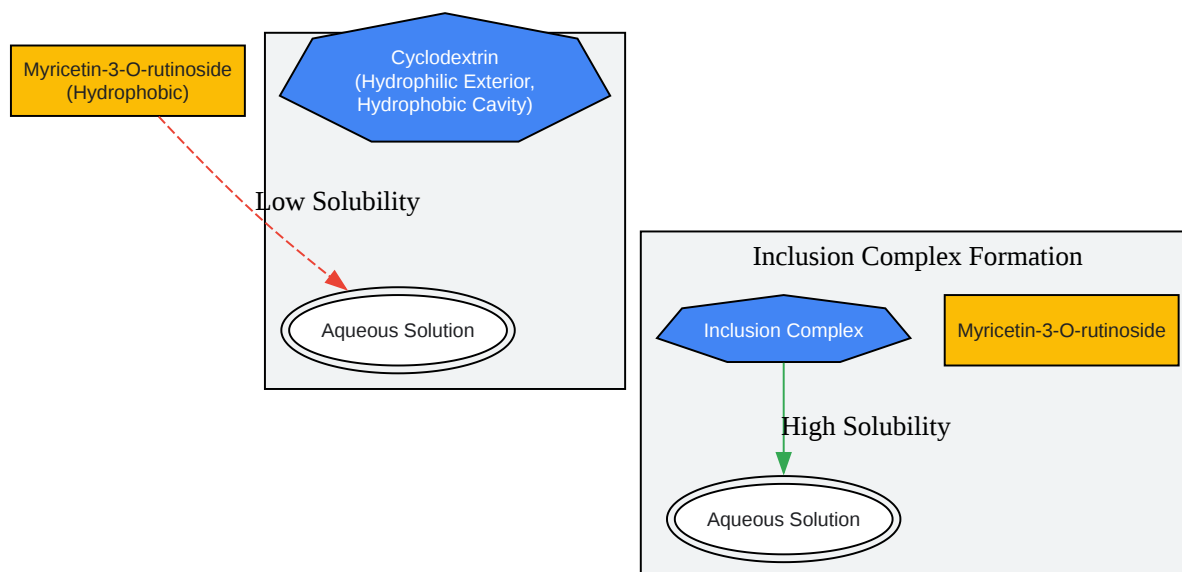 Myricetin-3-O-rutinoside
(Hydrophobic)
Cyclodextrin
(Hydrophilic Exterior,
Hydrophobic Cavity)
Low Solubility
Aqueous Solution
Inclusion Complex Formation
Inclusion Complex
Myricetin-3-O-rutinoside
High Solubility
Aqueous Solution